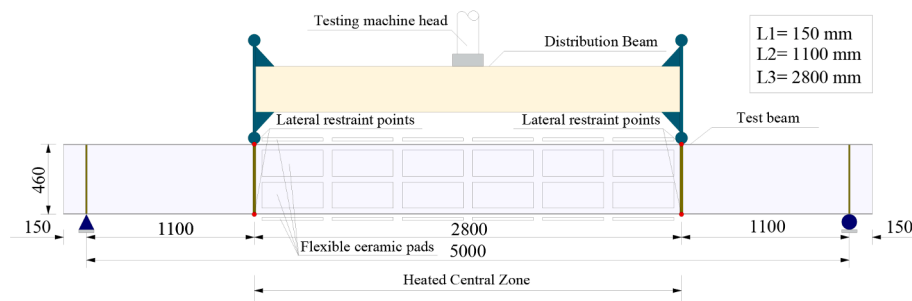 Testing machine head
Distribution Beam
L1= 150 mm
L2= 1100 mm
L3= 2800 mm
Lateral restraint points
Lateral restraint points
Test beam
460
150
1100
2800
1100
150
Flexible ceramic pads
5000
Heated Central Zone